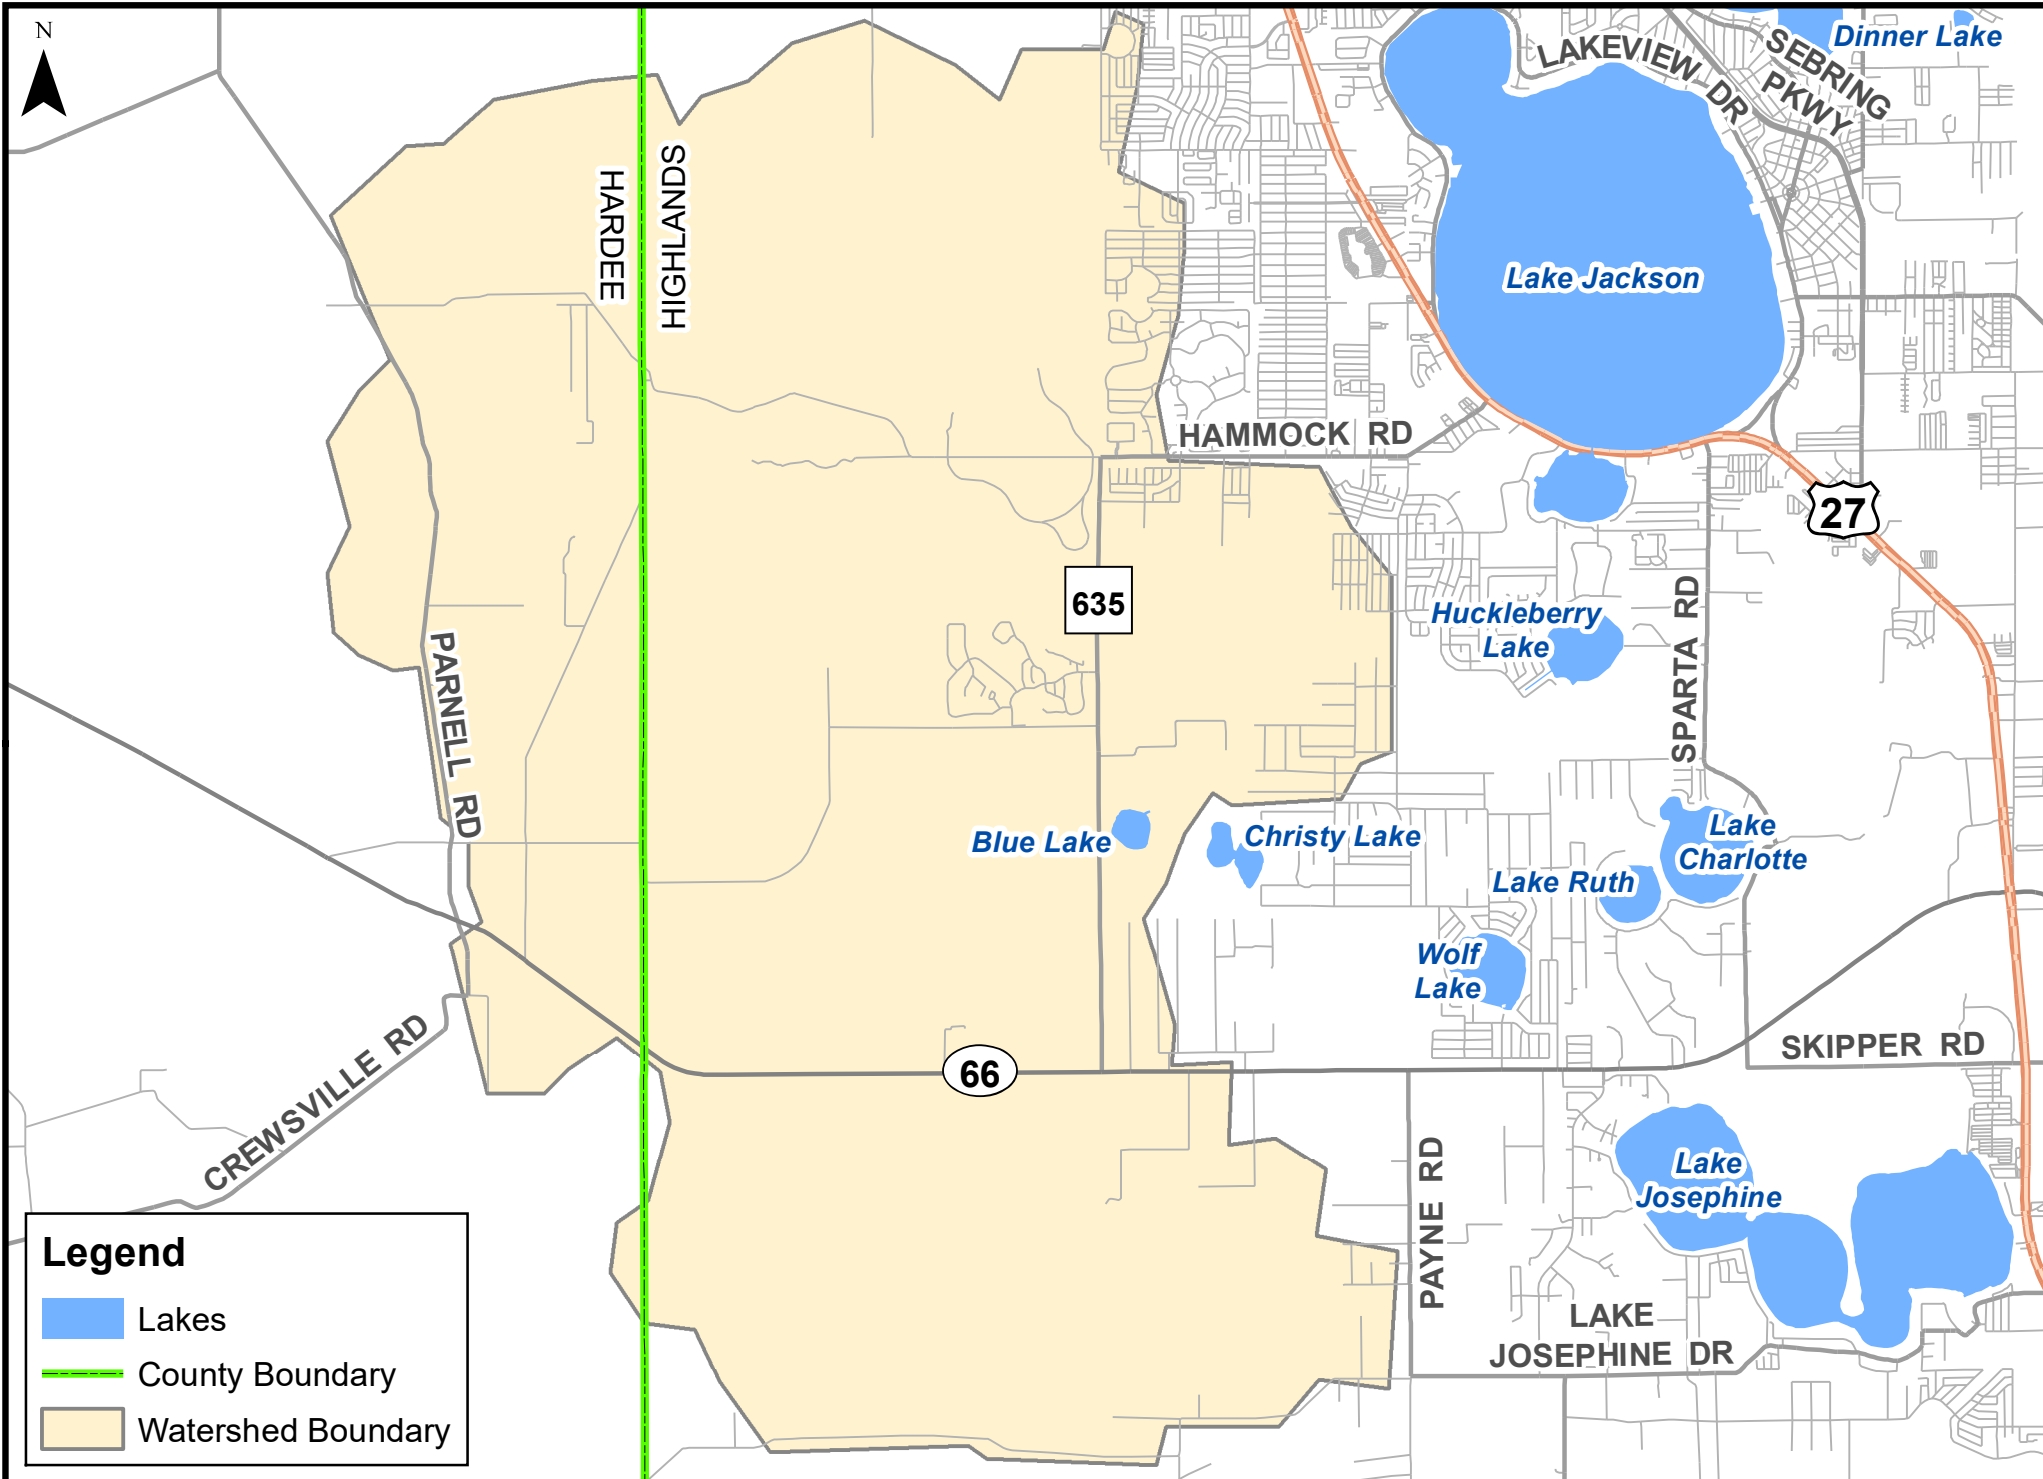 N
Dinner Lake
LAKEVIEW DR
SEBRING
PKWY
HARDEE
HIGHLANDS
Lake Jackson
HAMMOCK RD
27
635
Huckleberry
Lake
SPARTA RD
PARNELL RD
Blue Lake
Christy Lake
Lake
Charlotte
Lake Ruth
Wolf
Lake
SKIPPER RD
66
CREWSVILLE RD
PAYNE RD
Lake
Josephine
LAKE
JOSEPHINE DR
Legend
Lakes
County Boundary
Watershed Boundary